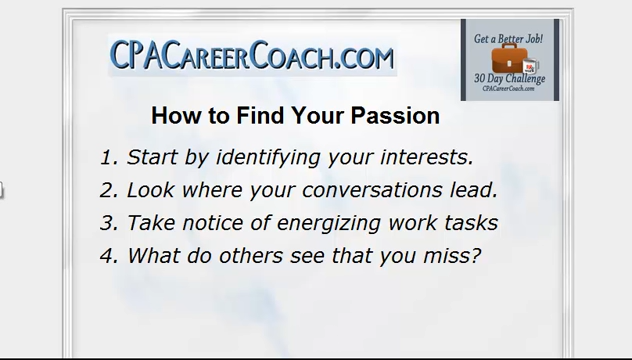 CPACareerCoach.com
Get a Better Job!
30 Day Challenge
CPACareerCoach.com
How to Find Your Passion
1. Start by identifying your interests.
2. Look where your conversations lead.
3. Take notice of energizing work tasks
4. What do others see that you miss?